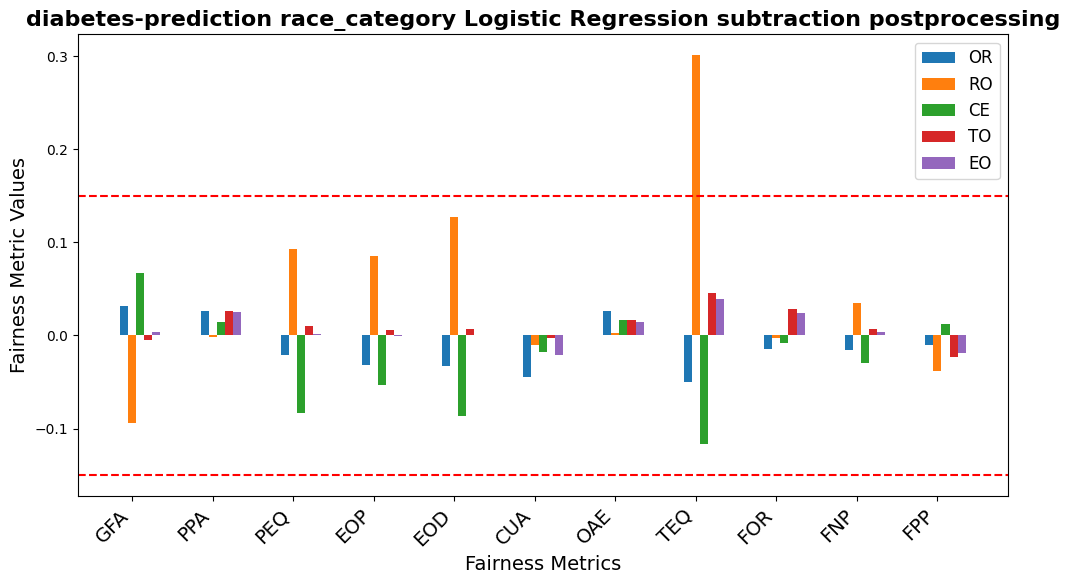 diabetes-prediction race_category Logistic Regression subtraction postprocessing
Fairness Metric Values
0.3
0.2
0.1
0.0
−0.1
OR
RO
CE
TO
EO
GFA
PPA
PEQ
EOP
EOD
CUA
OAE
TEQ
FOR
FNP
FPP
Fairness Metrics